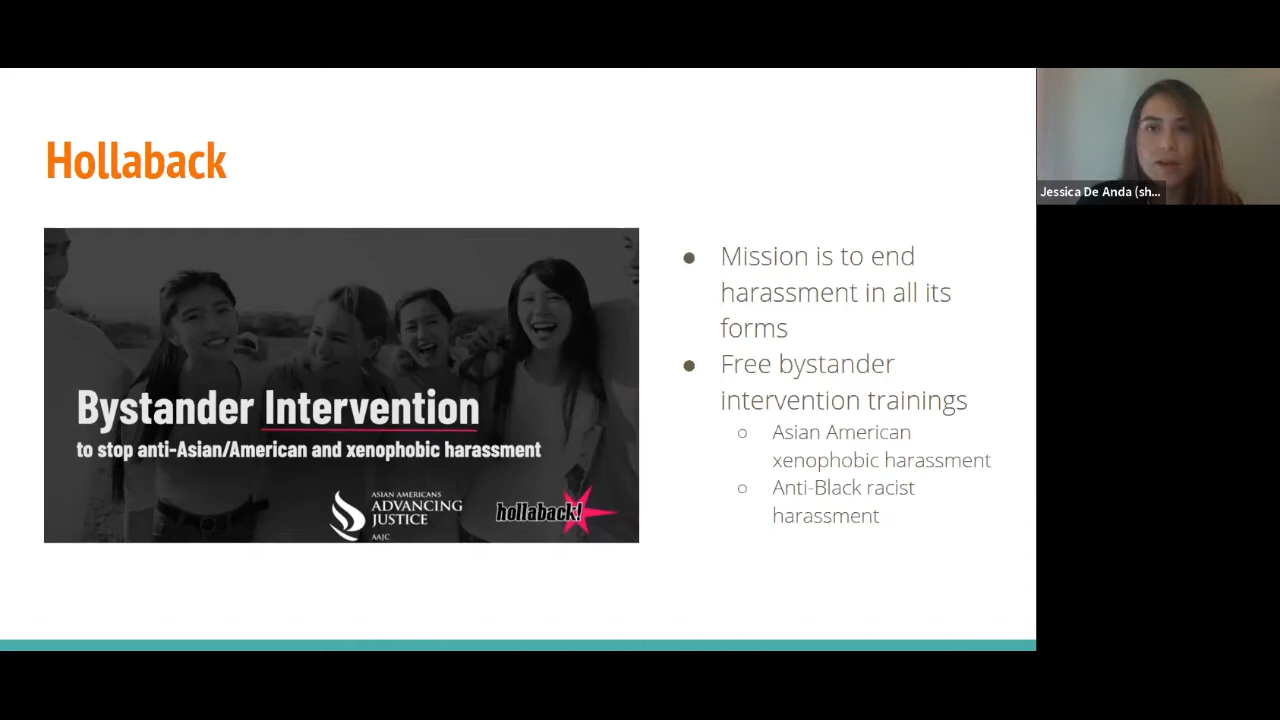 Hollaback
Bystander Intervention
to stop anti-Asian/American and xenophobic harassment
ASIAN AMERICANS
ADVANCING
JUSTICE
AAJC
hollaback!
● Mission is to end
harassment in all its
forms
● Free bystander
intervention trainings
○ Asian American
xenophobic harassment
○ Anti-Black racist
harassment
Jessica De Anda (sh...